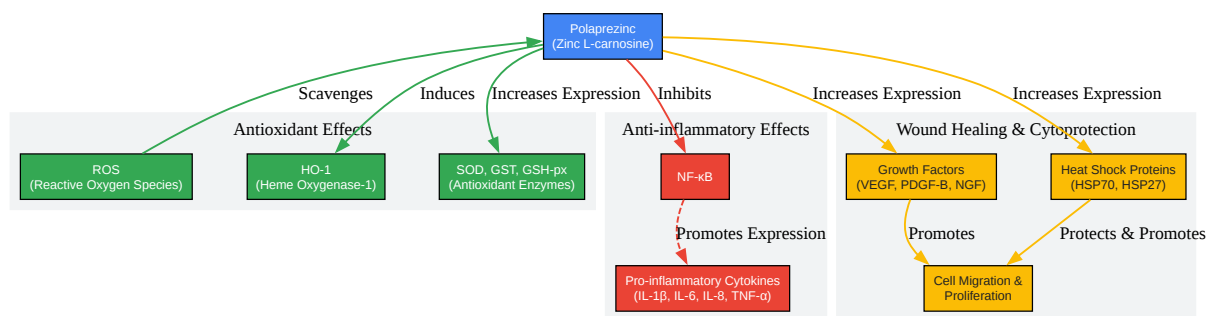 Polaprezinc
(Zinc L-carnosine)
Scavenges
Induces
Increases Expression
Inhibits
Increases Expression
Increases Expression
Antioxidant Effects
Anti-inflammatory Effects
Wound Healing & Cytoprotection
ROS
(Reactive Oxygen Species)
HO-1
(Heme Oxygenase-1)
SOD, GST, GSH-px
(Antioxidant Enzymes)
NF-κB
Growth Factors
(VEGF, PDGF-B, NGF)
Heat Shock Proteins
(HSP70, HSP27)
Promotes Expression
Promotes
Protects & Promotes
Pro-inflammatory Cytokines
(IL-1β, IL-6, IL-8, TNF-α)
Cell Migration &
Proliferation